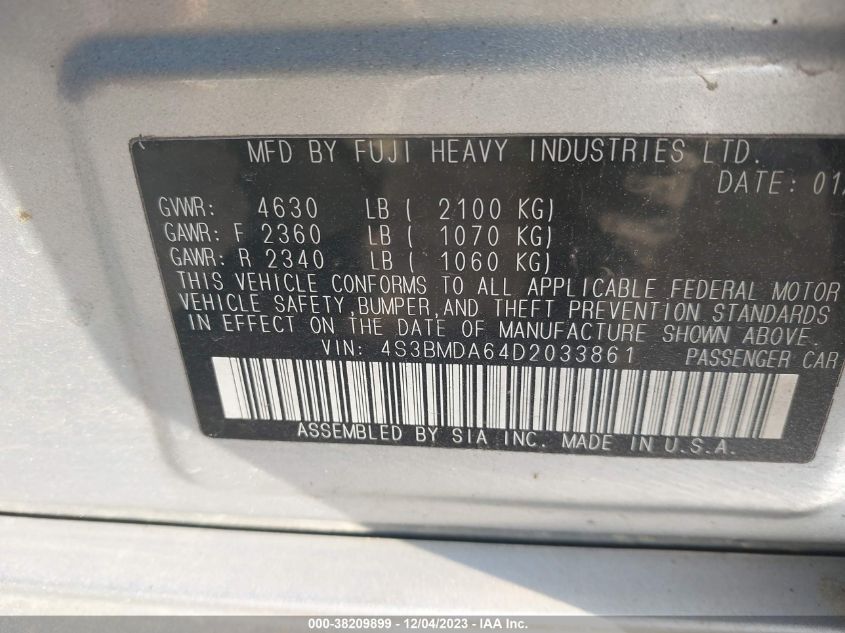 MFD BY FUJI HEAVY INDUSTRIES LTD.
DATE: 01/
GVWR: 4630 LB ( 2100 KG)
GAWR: F 2360 LB ( 1070 KG)
GAWR: R 2340 LB ( 1060 KG)
THIS VEHICLE CONFORMS TO ALL APPLICABLE FEDERAL MOTOR
VEHICLE SAFETY,BUMPER,AND THEFT PREVENTION STANDARDS
IN EFFECT ON THE DATE OF MANUFACTURE SHOWN ABOVE.
VIN: 4S3BMDA64D2033861 PASSENGER CAR
ASSEMBLED BY SIA INC. MADE IN U.S.A.
000-38209899 - 12/04/2023 - IAA Inc.